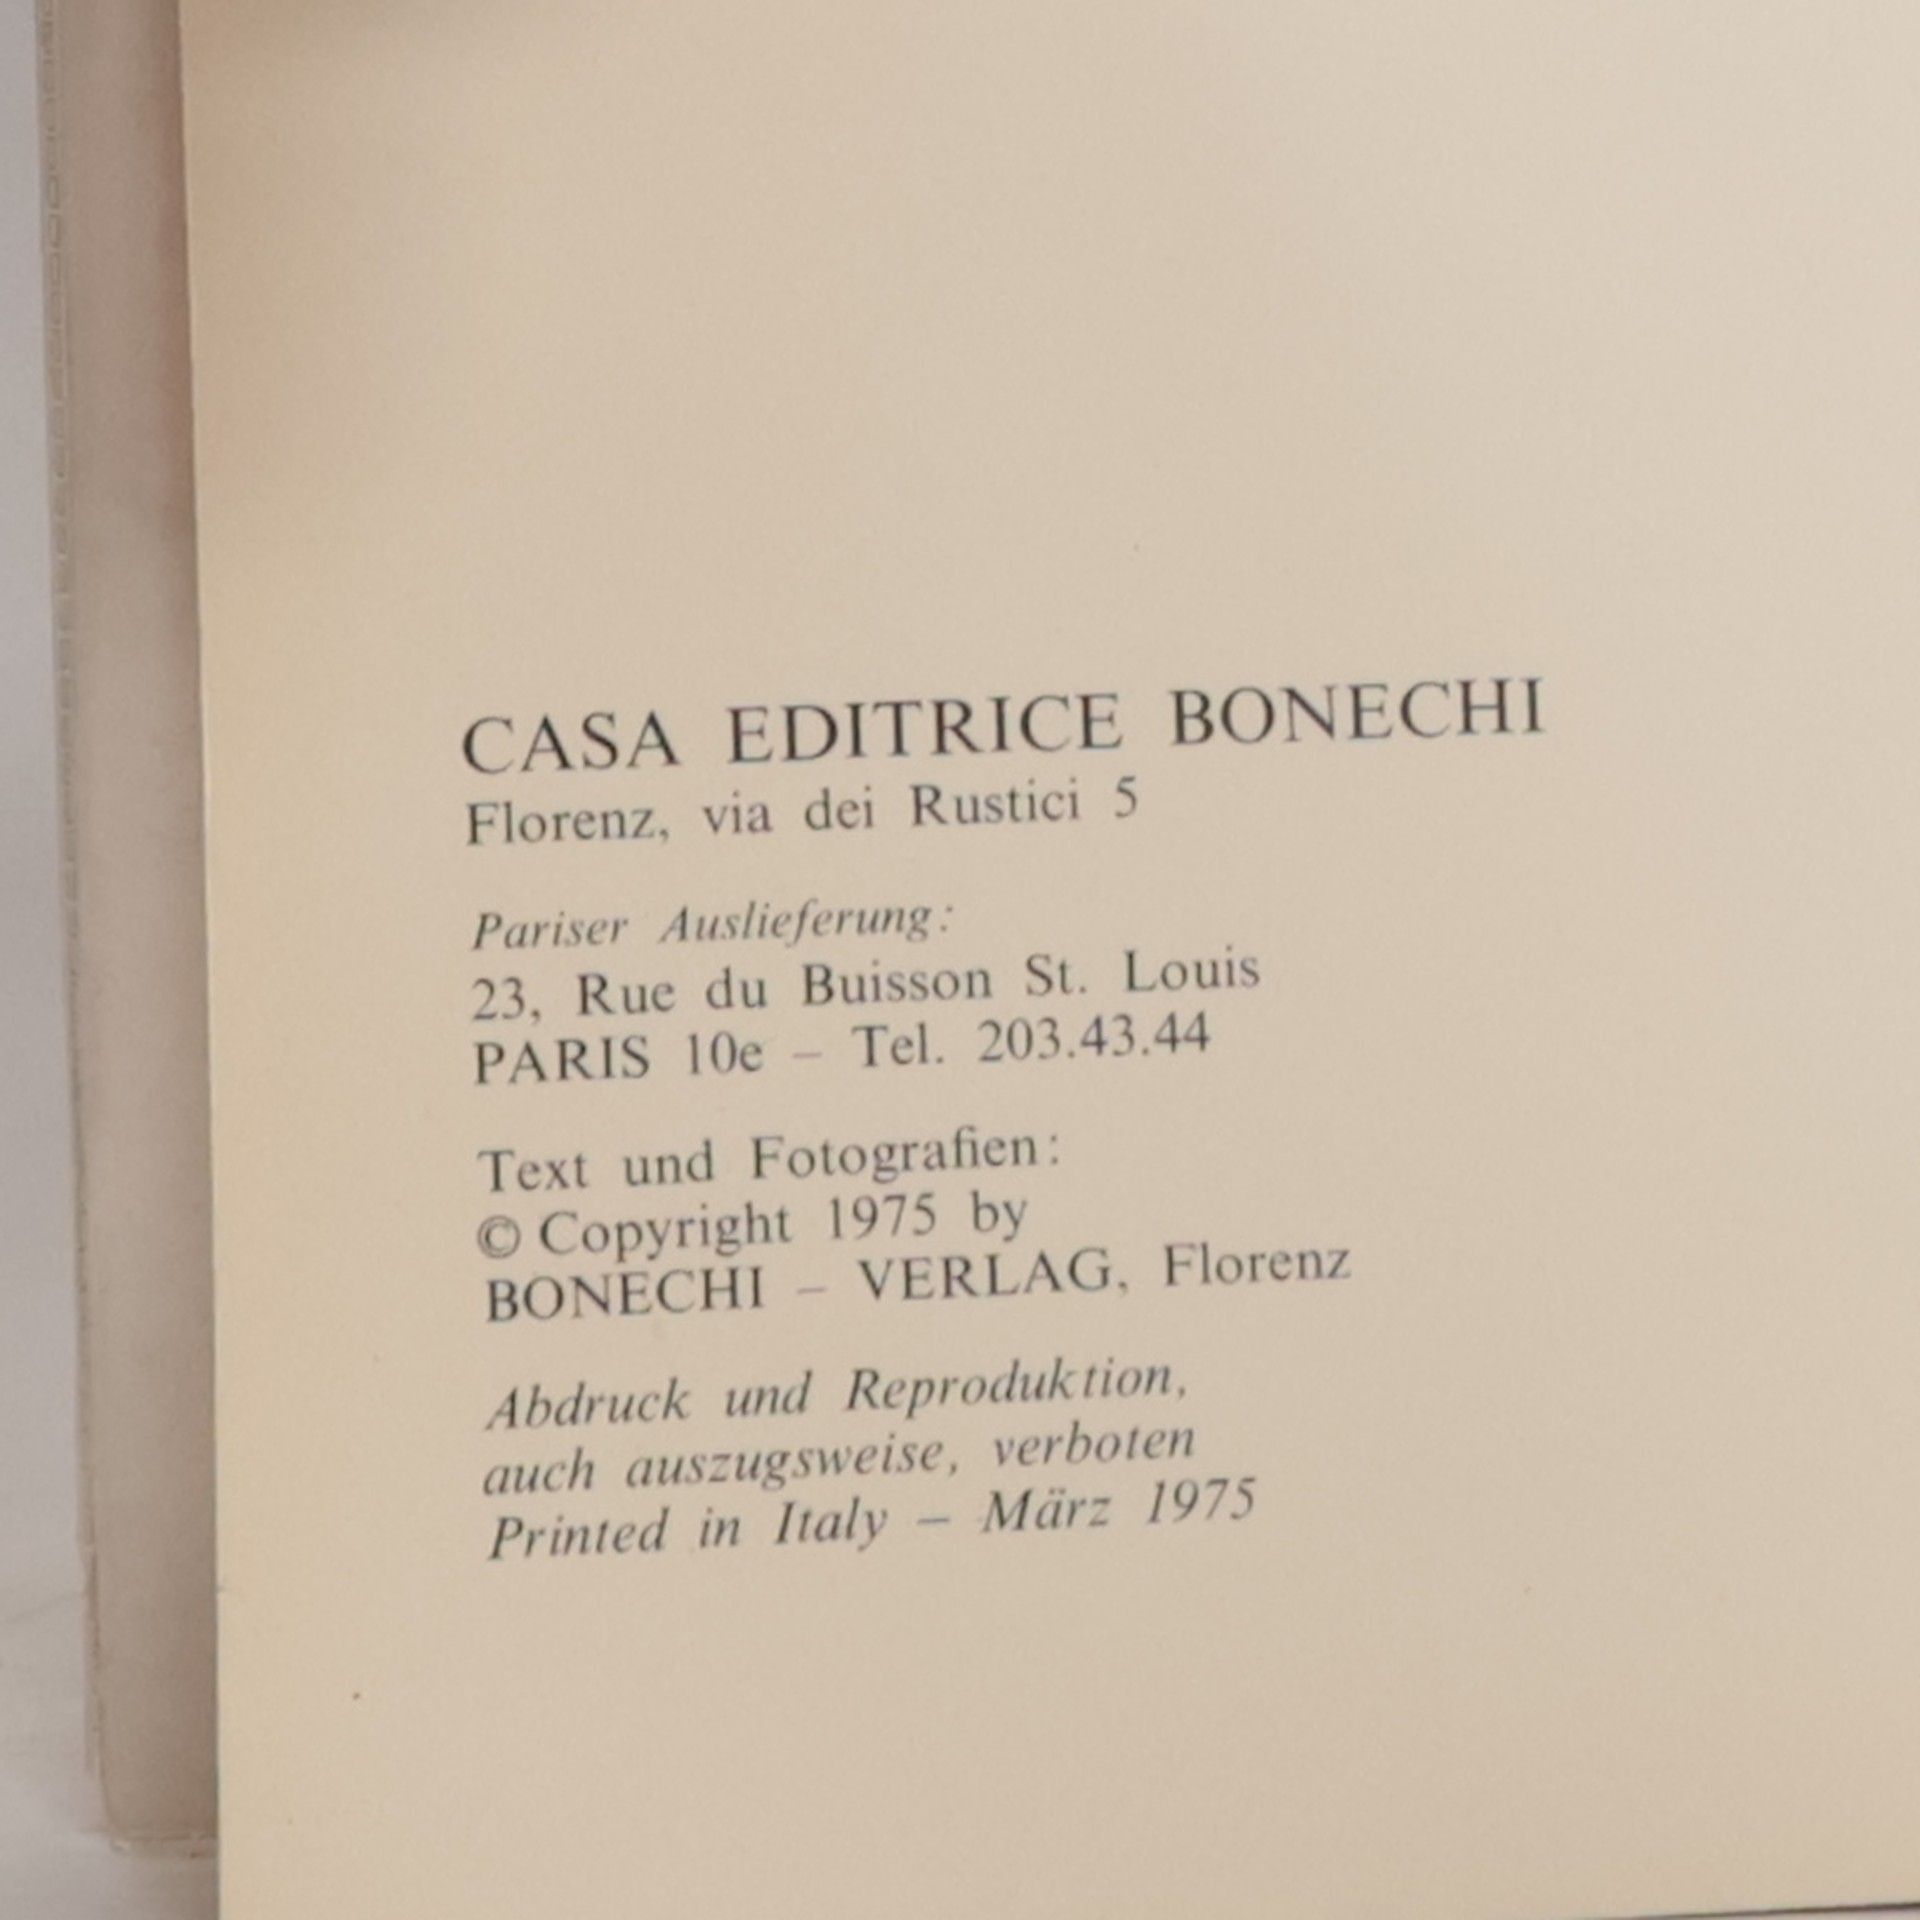 CASA EDITRICE BONECHI
Florenz, via dei Rustici 5
Pariser Auslieferung:
23, Rue du Buisson St. Louis
PARIS 10e – Tel. 203.43.44
Text und Fotografien:
© Copyright 1975 by
BONECHI – VERLAG, Florenz
Abdruck und Reproduktion,
auch auszugsweise, verboten
Printed in Italy – März 1975